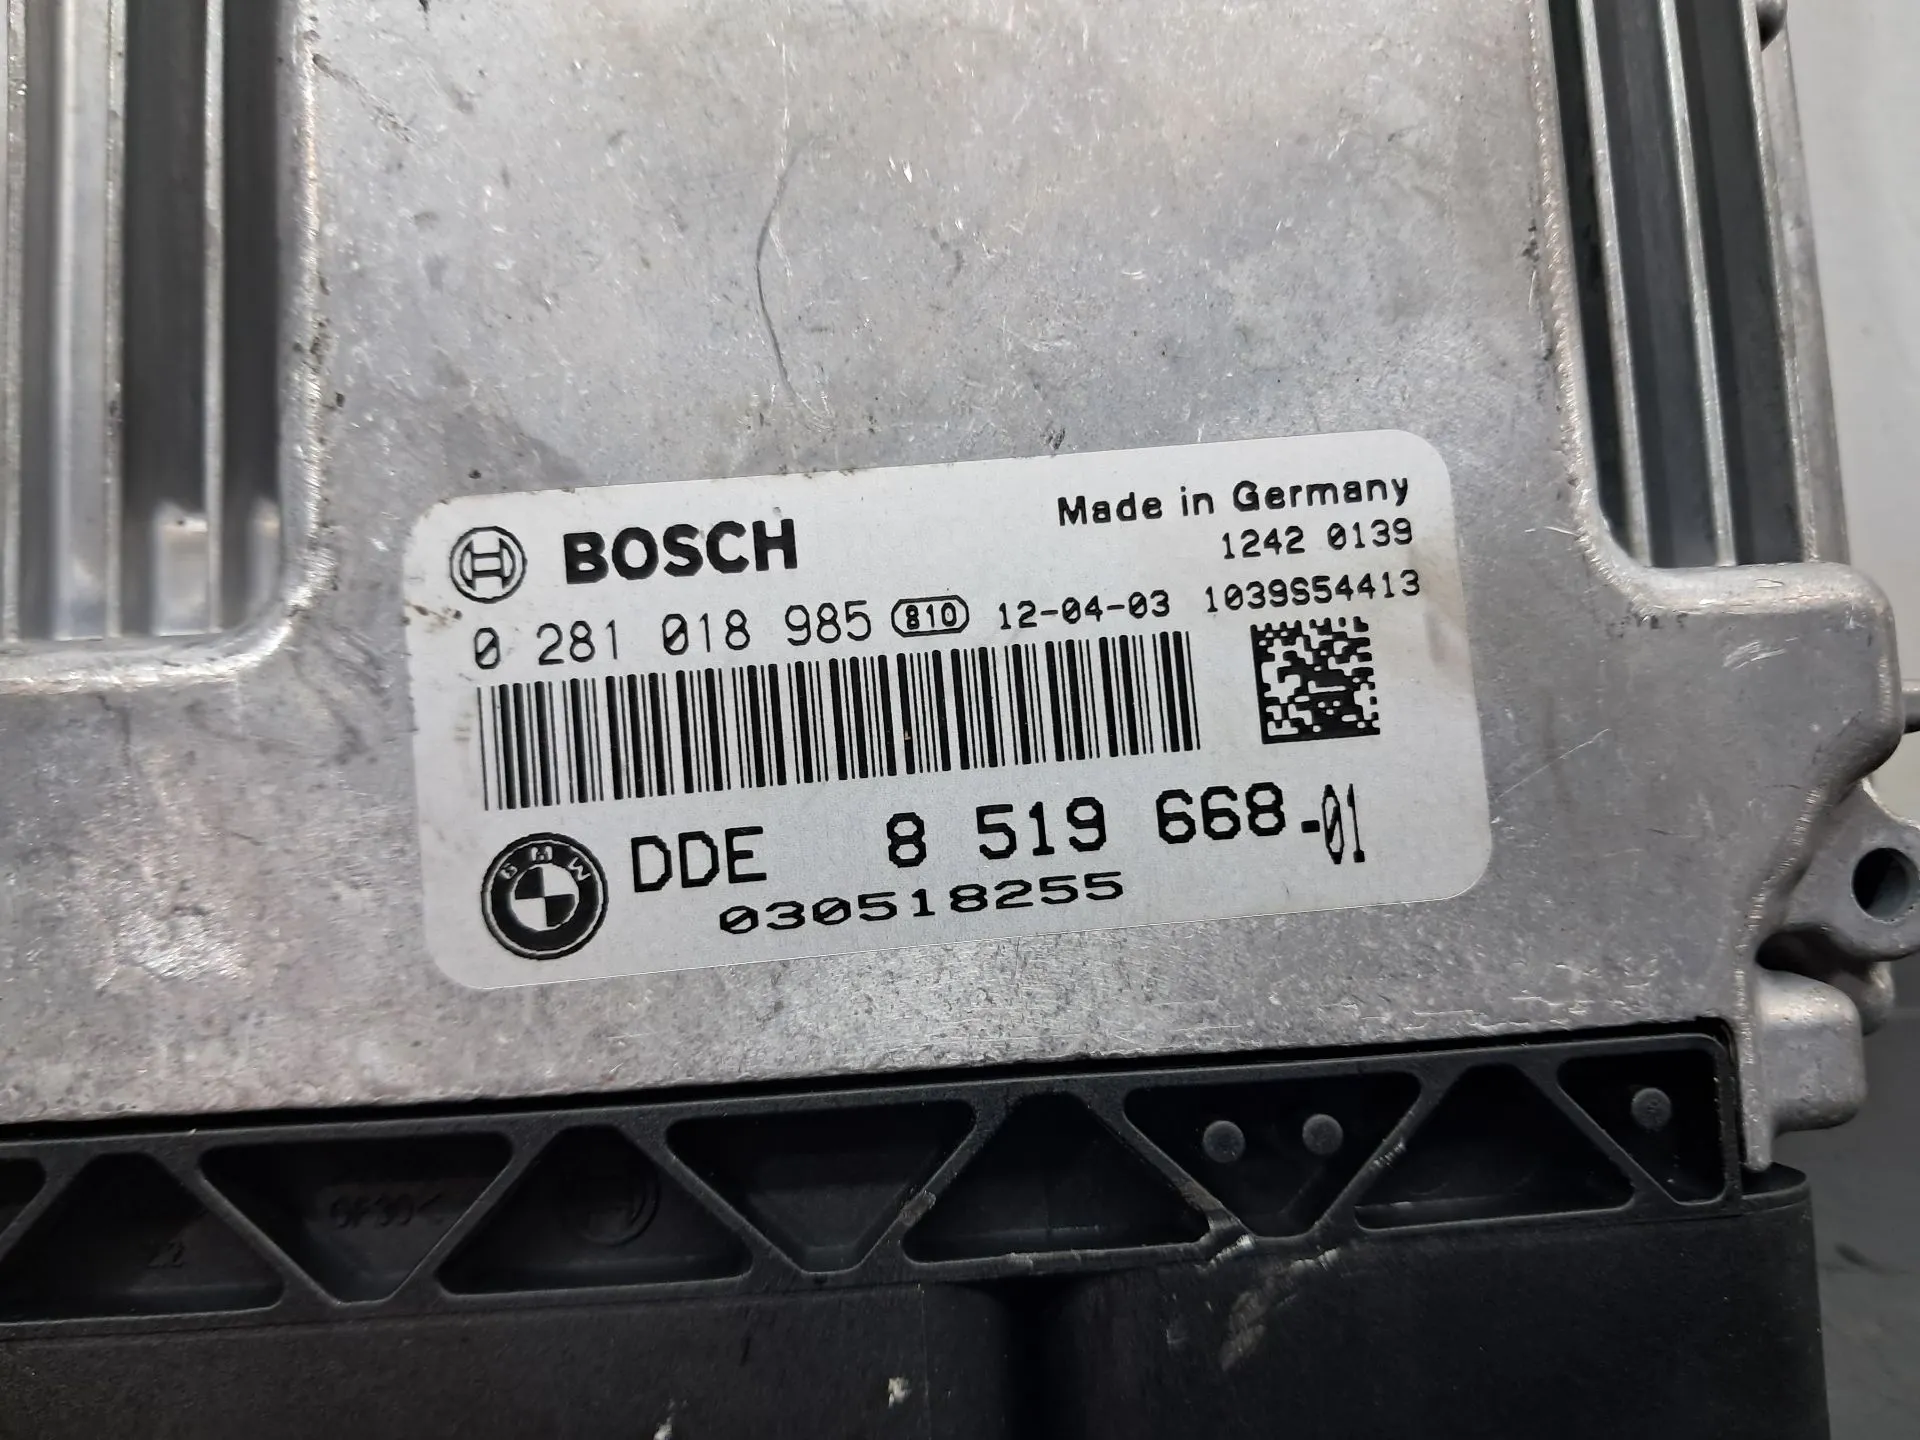 BOSCH
Made in Germany
1242 0139
0 281 018 985 810 12-04-03 1039S54413
BMW
DDE 8 519 668-01
030518255